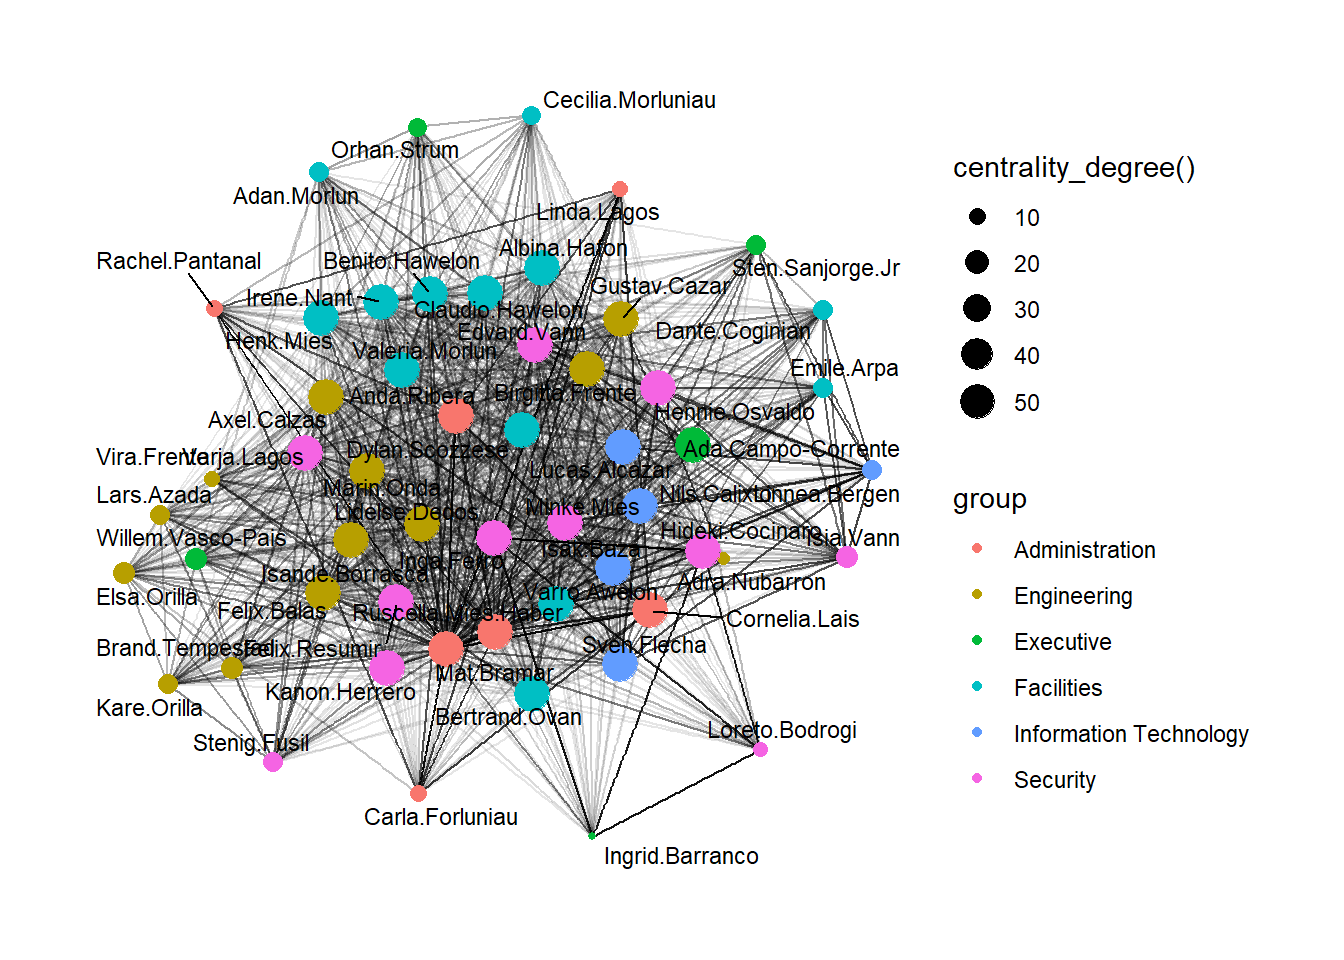 Cecilia.Morluniau
Orhan.Strum
Adan.Morlun
Linda.Lagos
Albina.Hafon
Rachel.Pantanal
Benito.Hawelon
Sten.Sanjorge.Jr
Gustav.Cazar
Irene.Nant
Claudio.Hawelon
Edvard.Vann
Dante.Coginian
Henk.Mies
Valeria.Morlun
Emile.Arpa
Anda.Ribera
Birgitta.Frente
Hennie.Osvaldo
Axel.Calzas
Dylan.Scozzese
Ada.Campo-Corrente
Vira.Frente
Varja.Lagos
Lucas.Alcazar
Marin.Onda
Lars.Azada
Nils.Calixto
Linnea.Bergen
Lidelse.Dedos
Minke.Mies
Willem.Vasco-Pais
Hideki.Cocinaro
Isia.Vann
Isak.Baza
Inga.Ferro
Isande.Borrasca
Adra.Nubarron
Elsa.Orilla
Felix.Balas
Ruscella.Mies.Haber
Varro.Awelon
Cornelia.Lais
Brand.Tempestad
Felix.Resumir
Sven.Flecha
Mat.Bramar
Kanon.Herrero
Kare.Orilla
Bertrand.Ovan
Loreto.Bodrogi
Stenig.Fusil
Carla.Forluniau
Ingrid.Barranco
centrality_degree()
10
20
30
40
50
group
Administration
Engineering
Executive
Facilities
Information Technology
Security